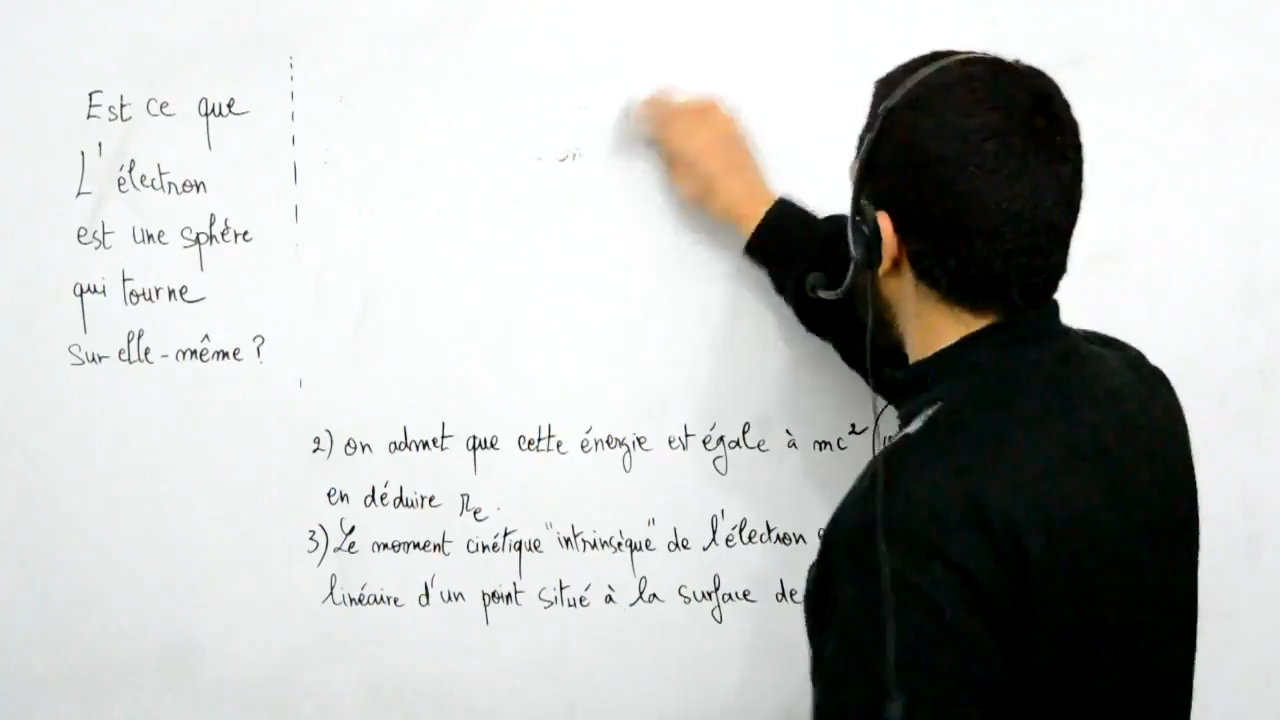 Est ce que
L'électron
est une sphère
qui tourne
sur elle-même ?
2) on admet que cette énergie est égale à mc²
en déduire re.
3) Le moment cinétique "intrinsèque" de l'électron
linéaire d'un point situé à la surface de